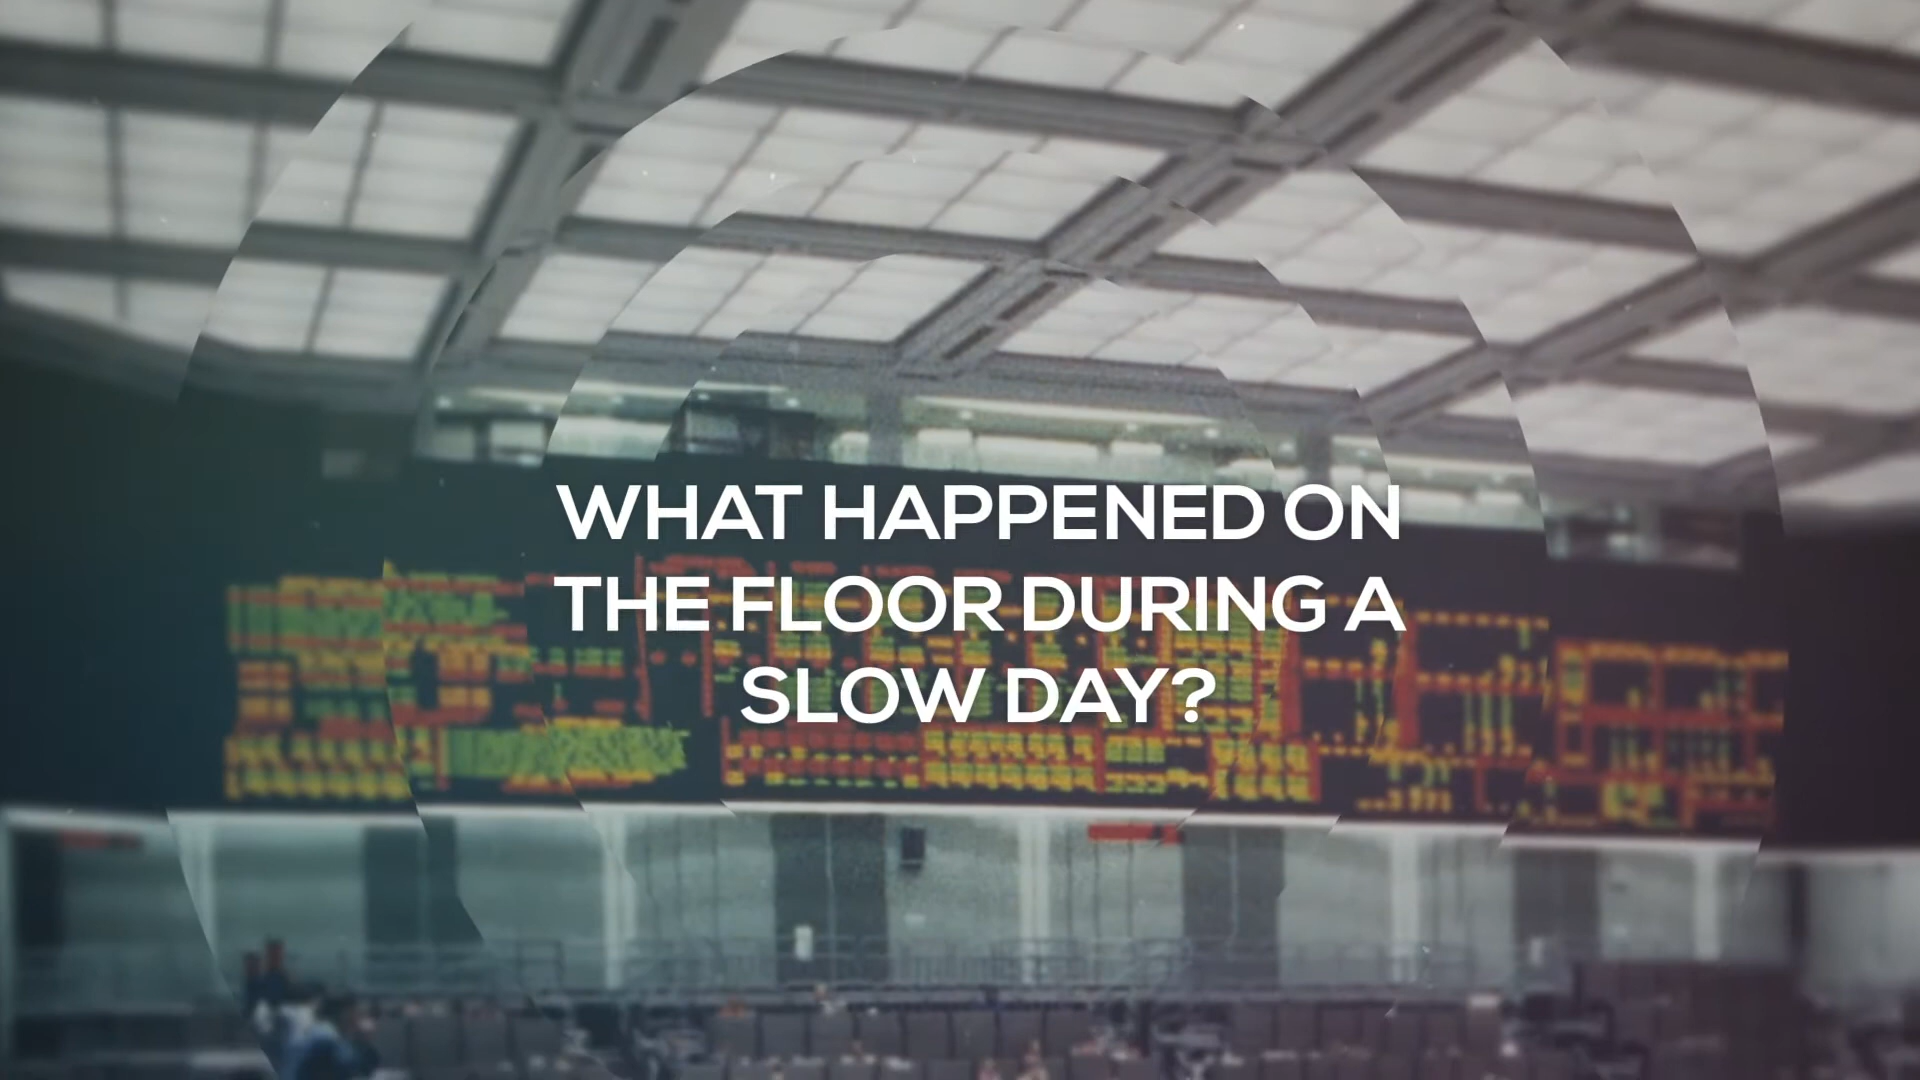 WHAT HAPPENED ON
THE FLOOR DURING A
SLOW DAY?